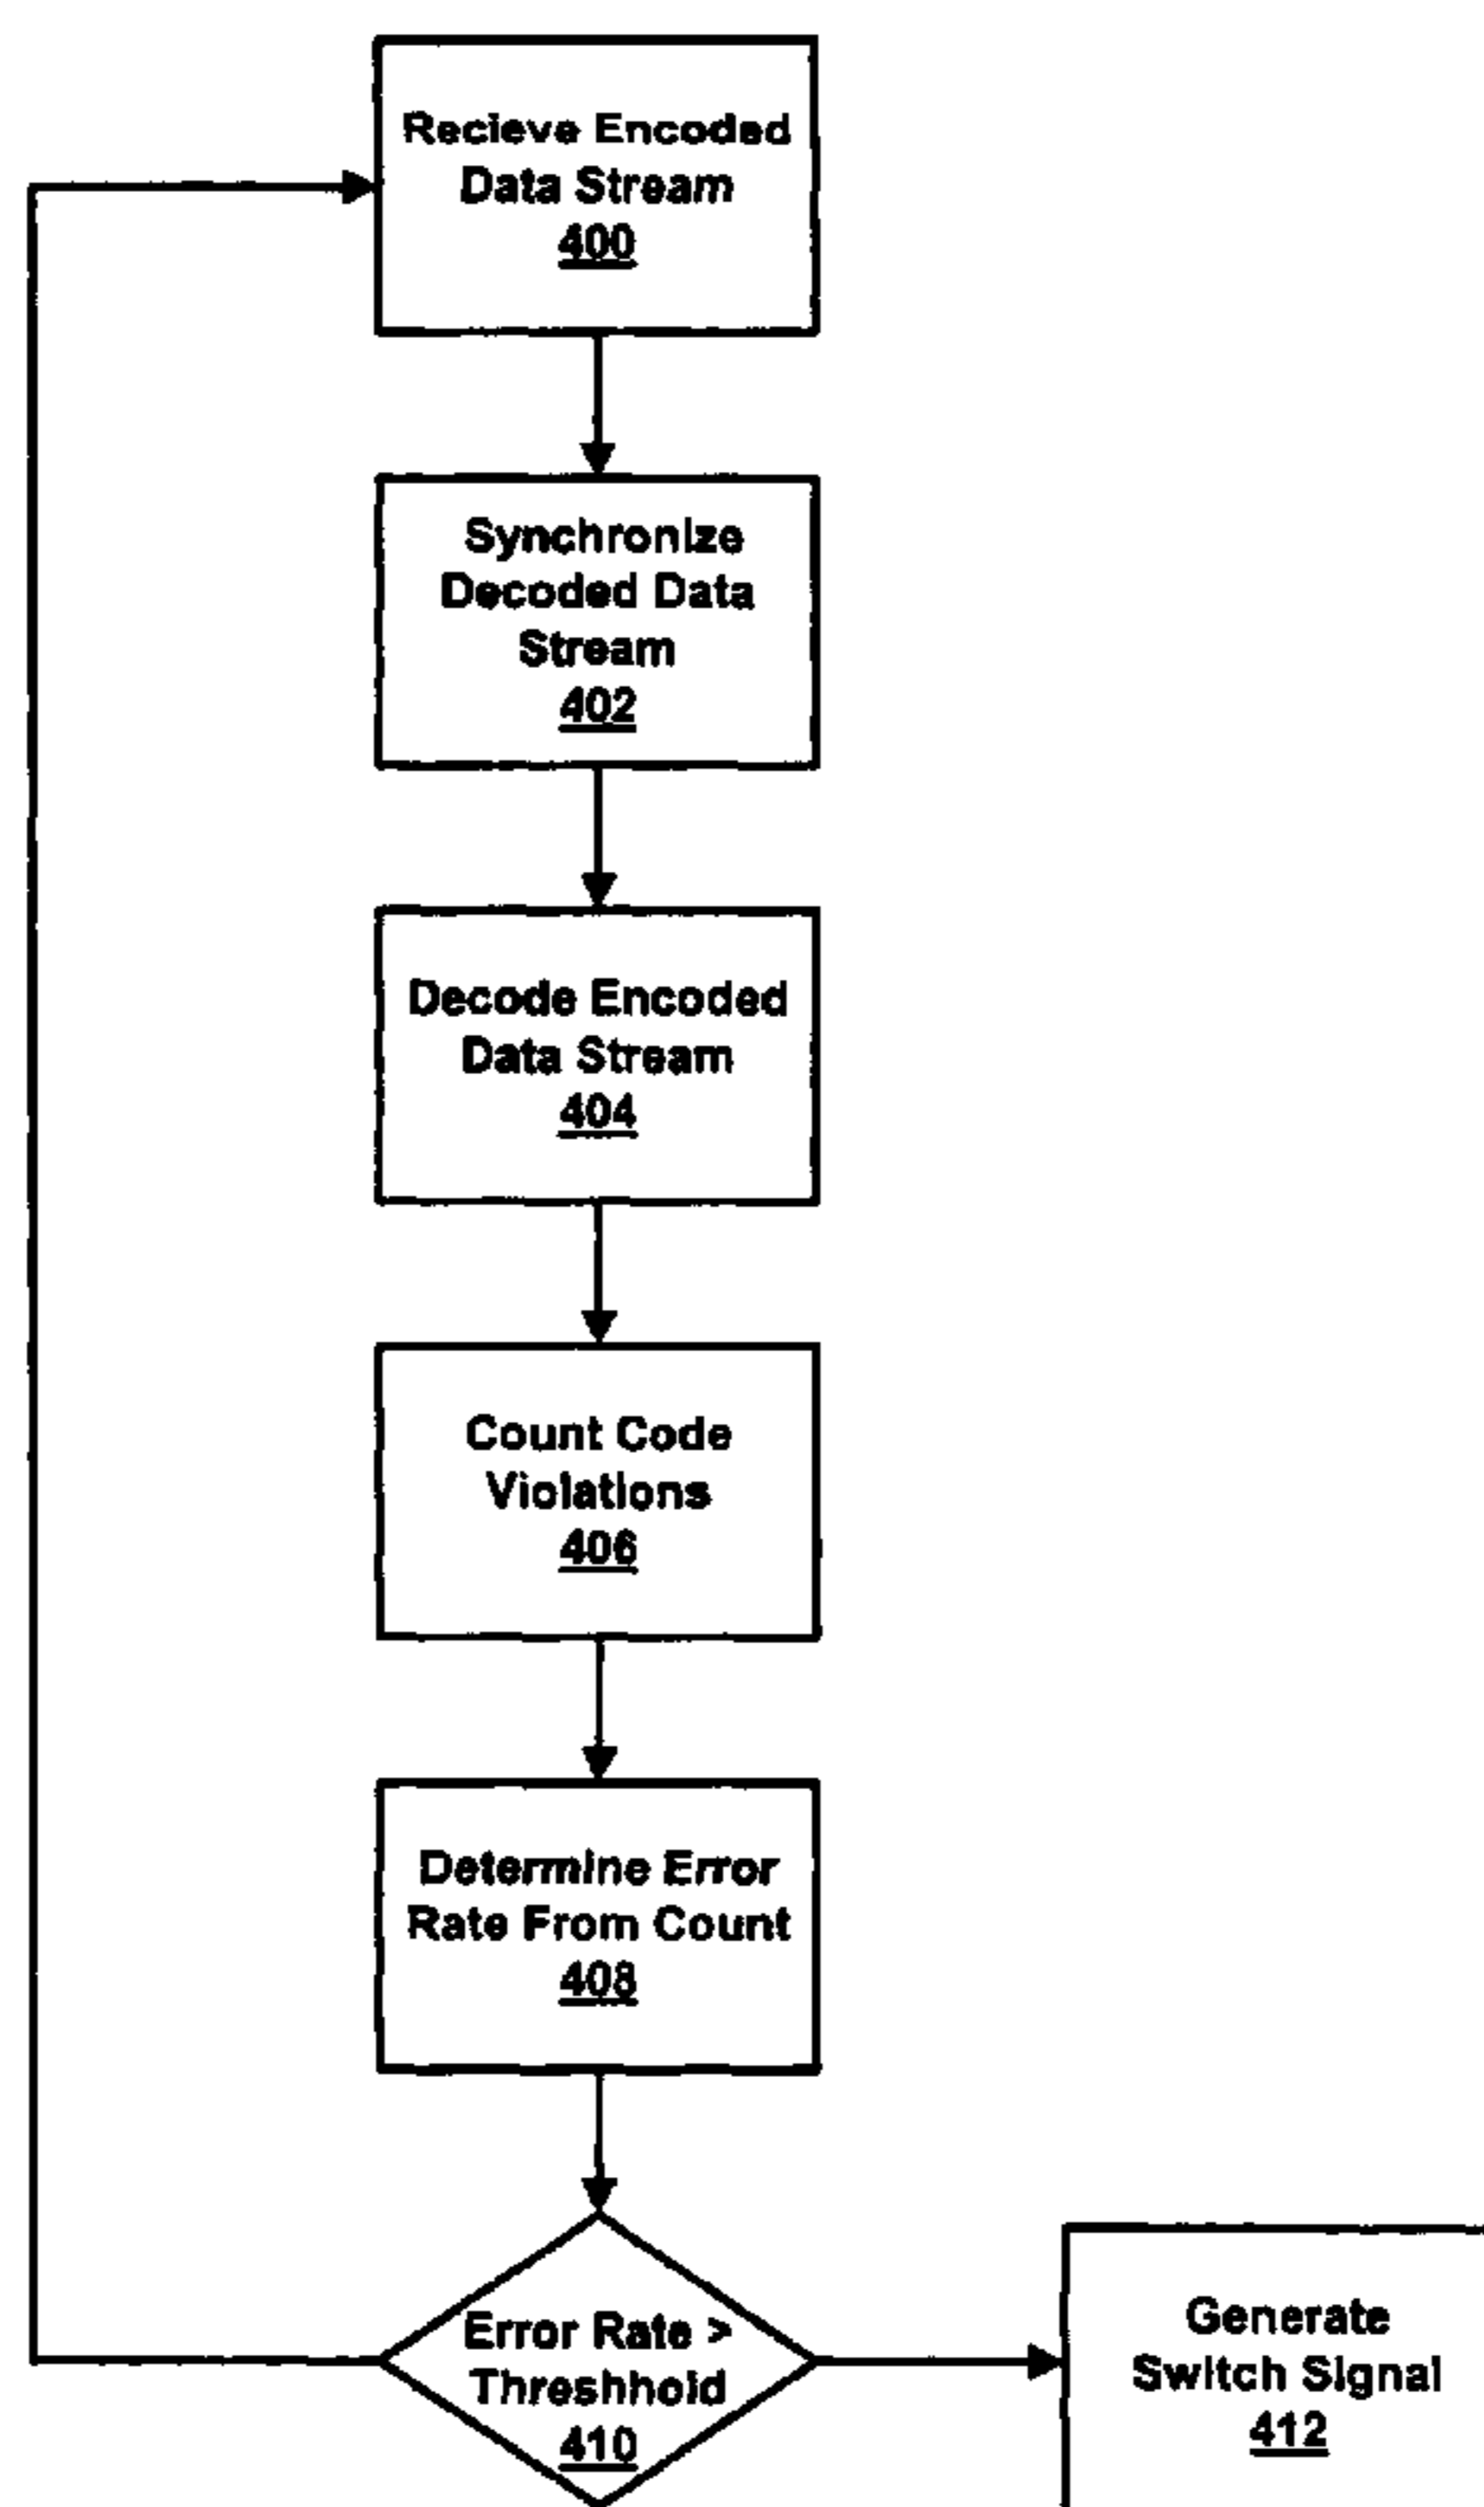 Recieve Encoded
Data Stream
400
Synchronize
Decoded Data
Stream
402
Decode Encoded
Data Stream
404
Count Code
Violations
406
Determine Error
Rate From Count
408
Error Rate >
Threshhold
410
Generate
Switch Signal
412